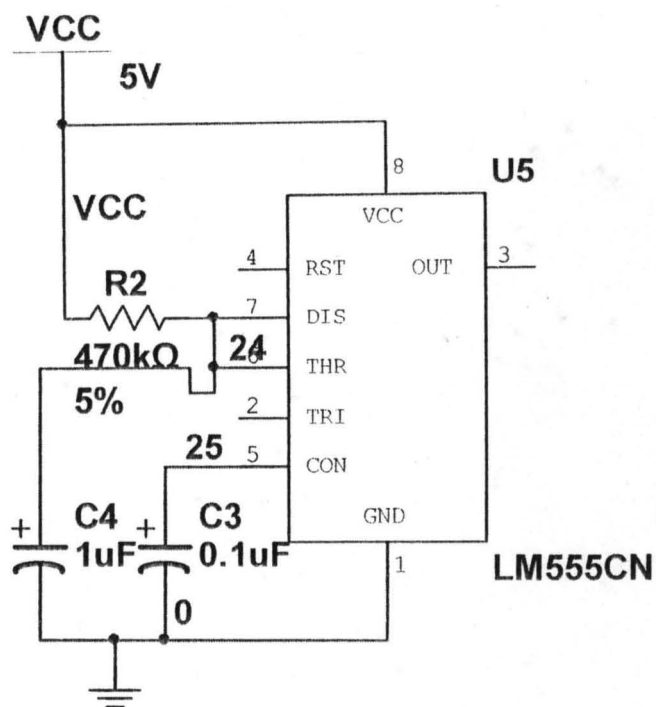 VCC
5V
8
U5
VCC
VCC
4
RST
OUT
3
R2
7
DIS
470kΩ
24
6
THR
5%
2
TRI
25
5
CON
+
C4
+
C3
GND
1uF
0.1uF
1
LM555CN
0